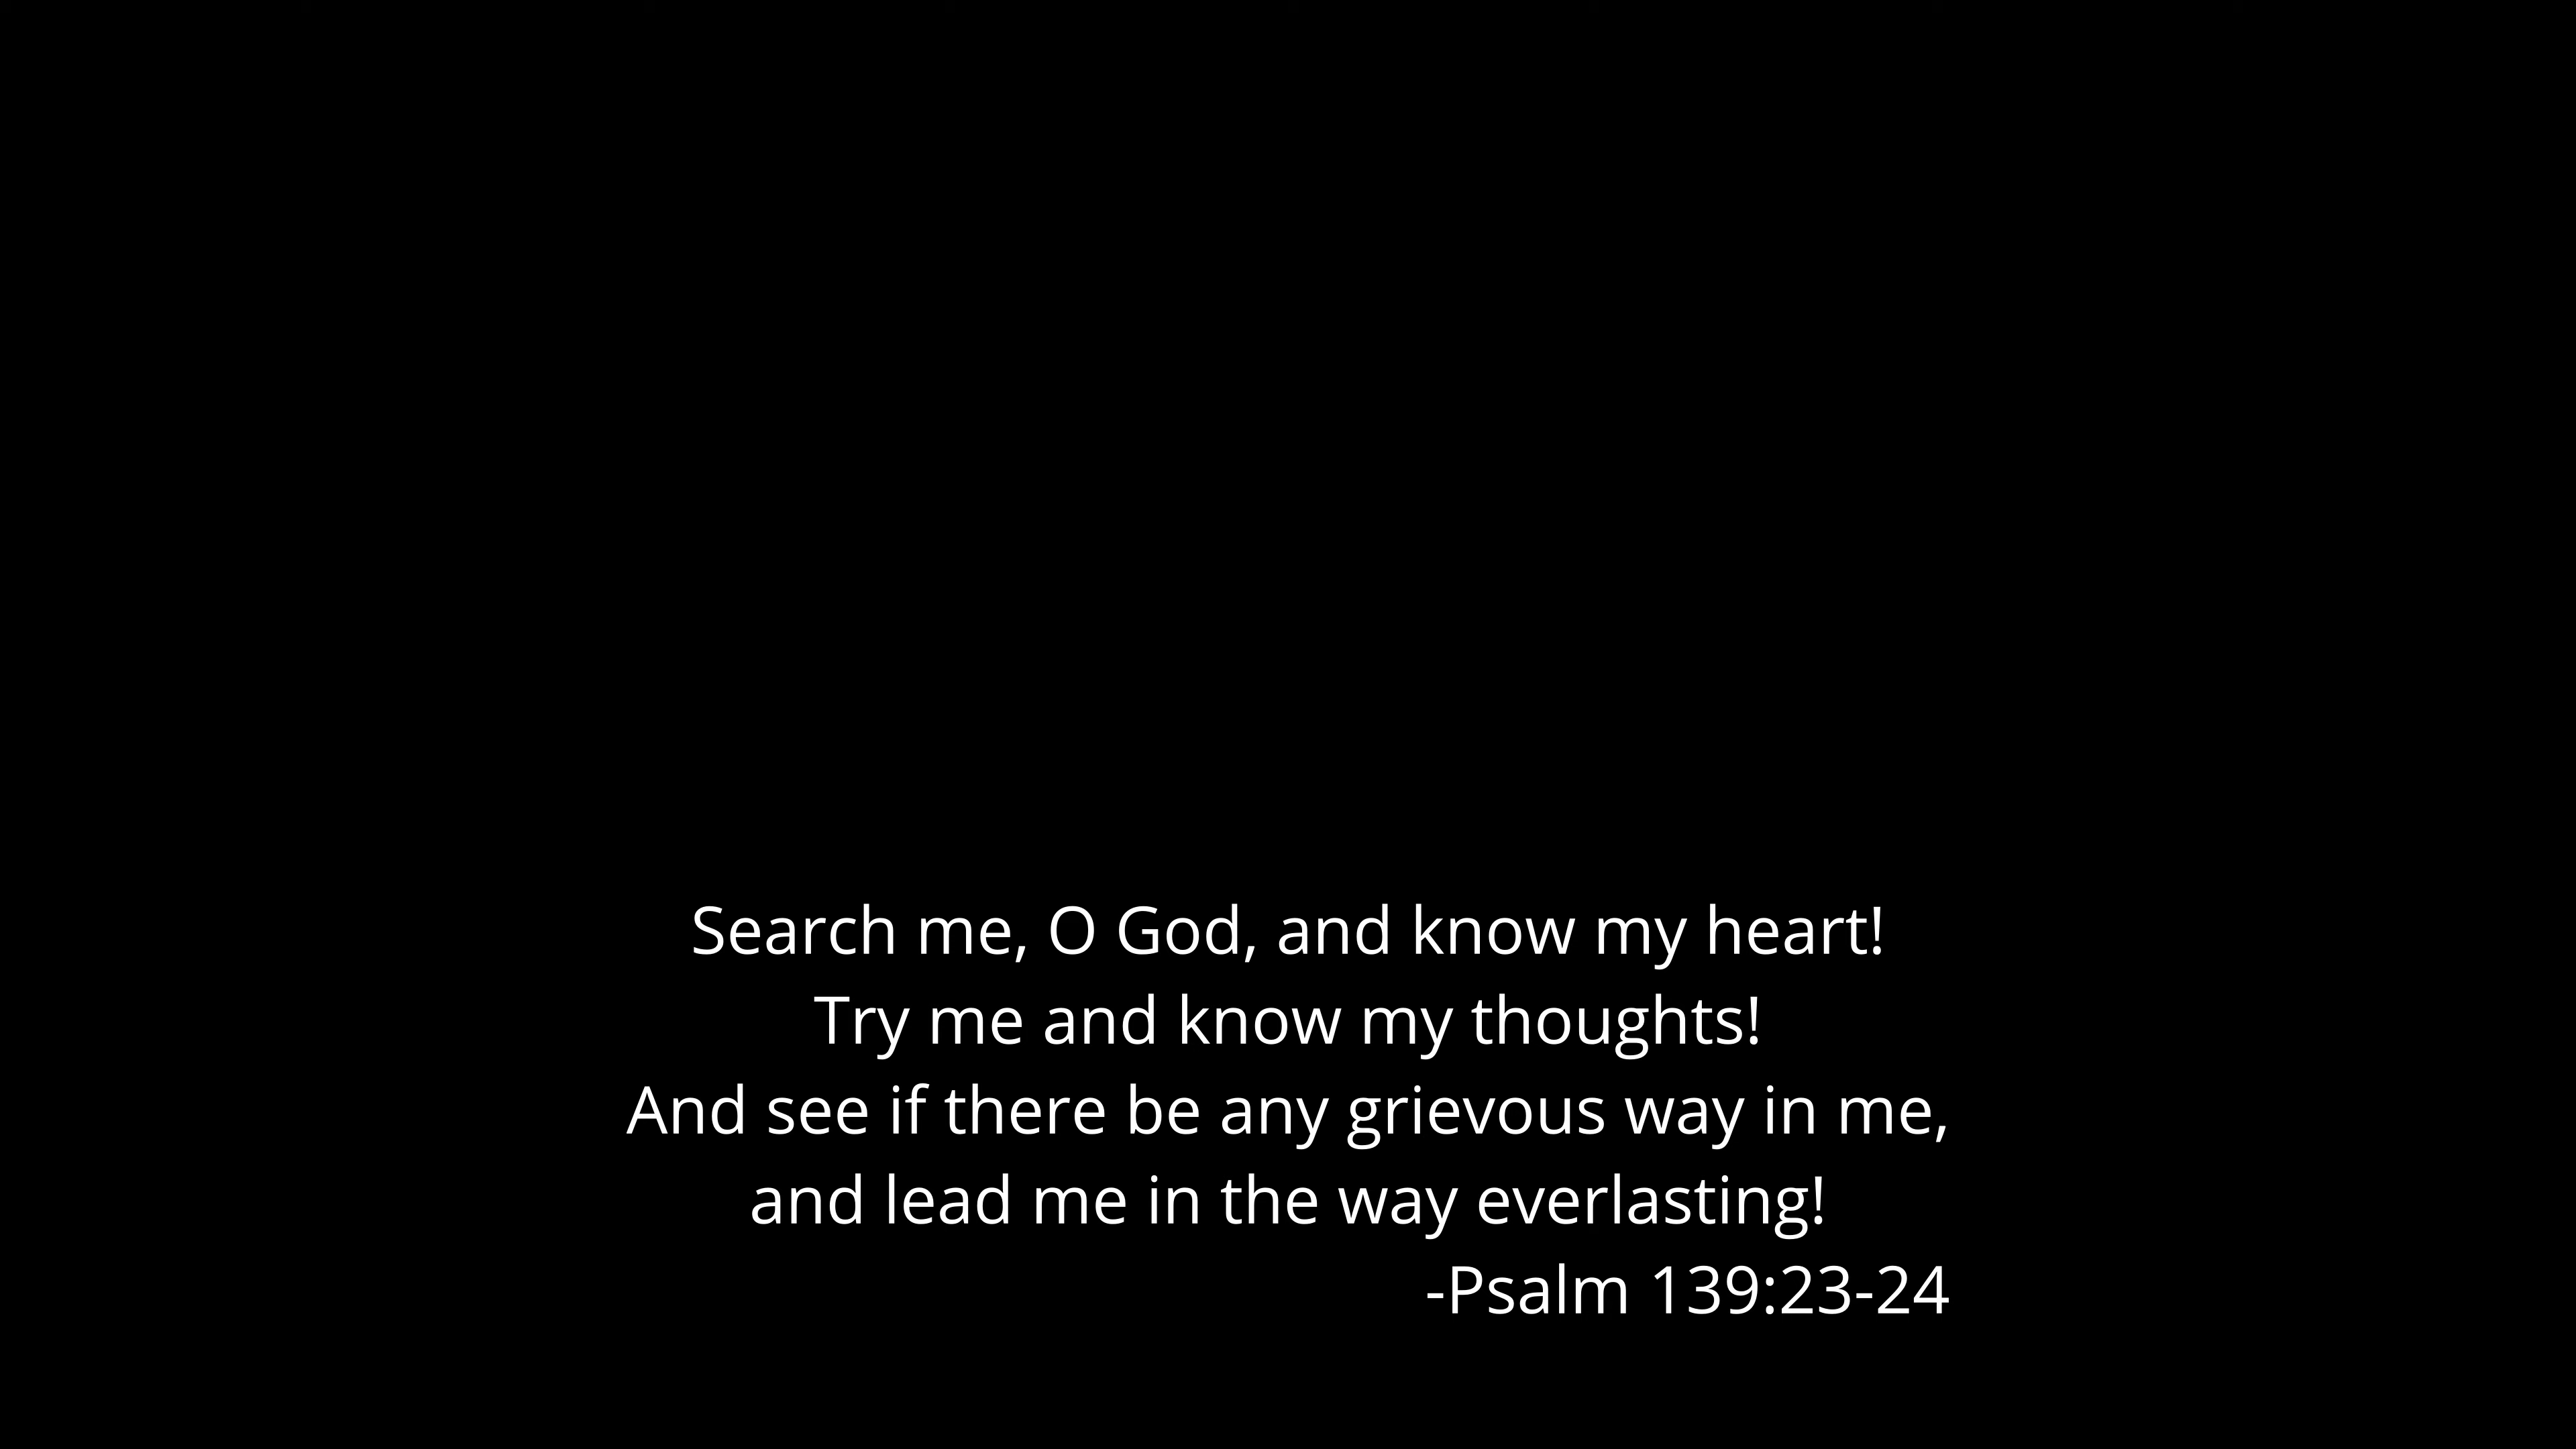 Search me, O God, and know my heart!
Try me and know my thoughts!
And see if there be any grievous way in me,
and lead me in the way everlasting!
-Psalm 139:23-24